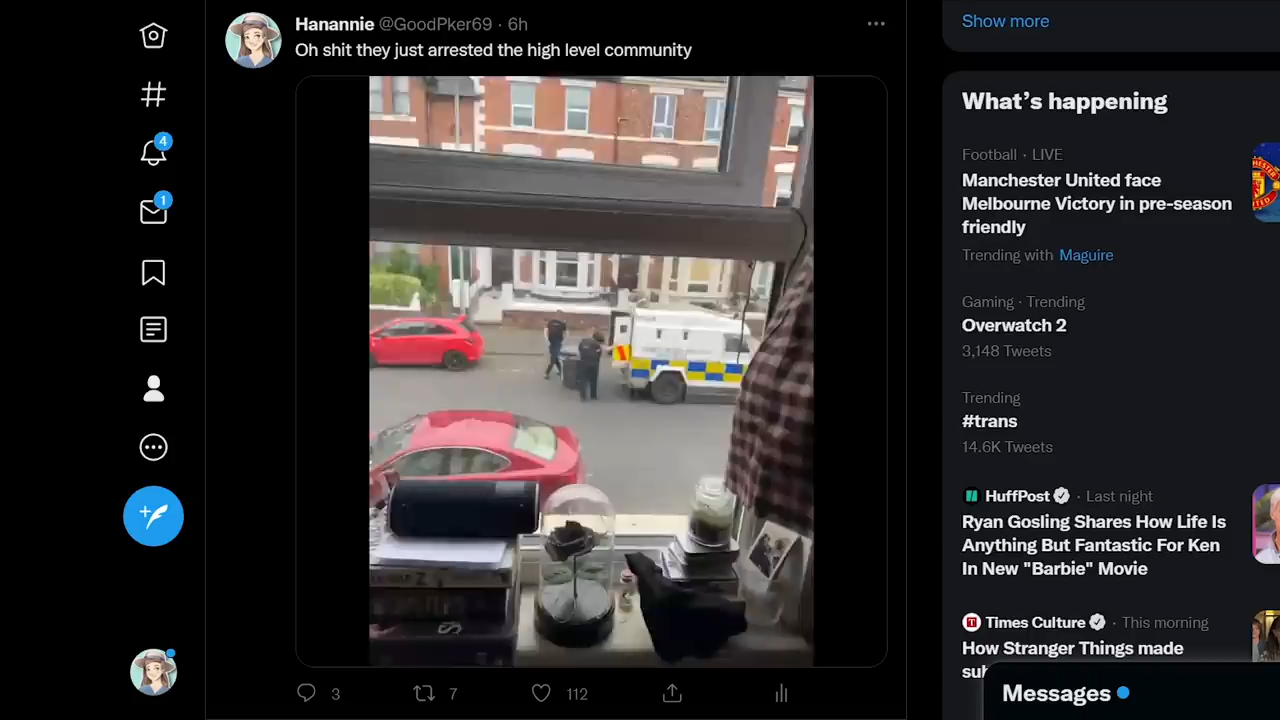 Hanannie @GoodPker69 · 6h
Oh shit they just arrested the high level community
3
7
112
4
1
Show more
What's happening
Football · LIVE
Manchester United face
Melbourne Victory in pre-season
friendly
Trending with Maguire
Gaming · Trending
Overwatch 2
3,148 Tweets
Trending
#trans
14.6K Tweets
HuffPost · Last night
Ryan Gosling Shares How Life Is
Anything But Fantastic For Ken
In New "Barbie" Movie
Times Culture · This morning
How Stranger Things made
Messages